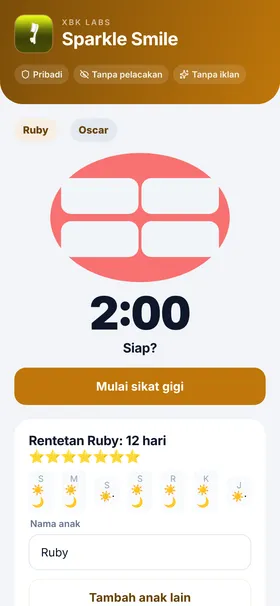 XBK LABS
Sparkle Smile
Pribadi
Tanpa pelacakan
Tanpa iklan
Ruby
Oscar
2:00
Siap?
Mulai sikat gigi
Rentetan Ruby: 12 hari
S M S S R K J
Nama anak
Ruby
Tambah anak lain